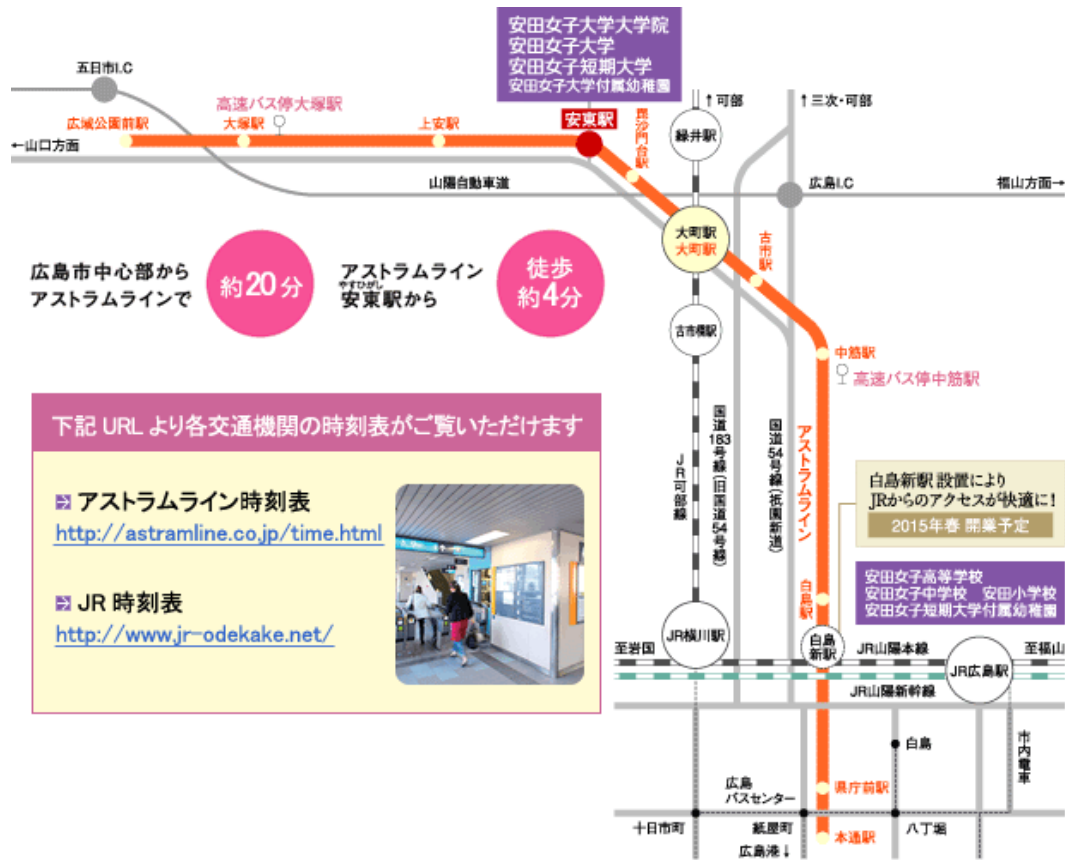 安田女子大学大学院
安田女子大学
安田女子短期大学
安田女子大学付属幼稚園
五日市I.C
高速バス停大塚駅
広域公園前駅
大塚駅
上安駅
安東駅
毘沙門台駅
↑可部
緑井駅
↑三次・可部
←山口方面
山陽自動車道
広島I.C
福山方面→
大町駅
大町駅
古市駅
広島市中心部から
アストラムラインで
約20分
アストラムライン
やすひがし
安東駅から
徒歩
約4分
古市橋駅
中筋駅
高速バス停中筋駅
下記 URL より各交通機関の時刻表がご覧いただけます
アストラムライン時刻表
http://astramline.co.jp/time.html
JR 時刻表
http://www.jr-odekake.net/
JR可部線
国道183号線(旧国道54号線)
国道54号線(祇園新道)
アストラムライン
白島新駅 設置により
JRからのアクセスが快適に!
2015年春 開業予定
安田女子高等学校
安田女子中学校 安田小学校
安田女子短期大学付属幼稚園
白島駅
JR横川駅
白島
新駅
至岩国
JR山陽本線
至福山
JR広島駅
JR山陽新幹線
白島
市内電車
広島
バスセンター
県庁前駅
十日市町
紙屋町
八丁堀
本通駅
広島港↓